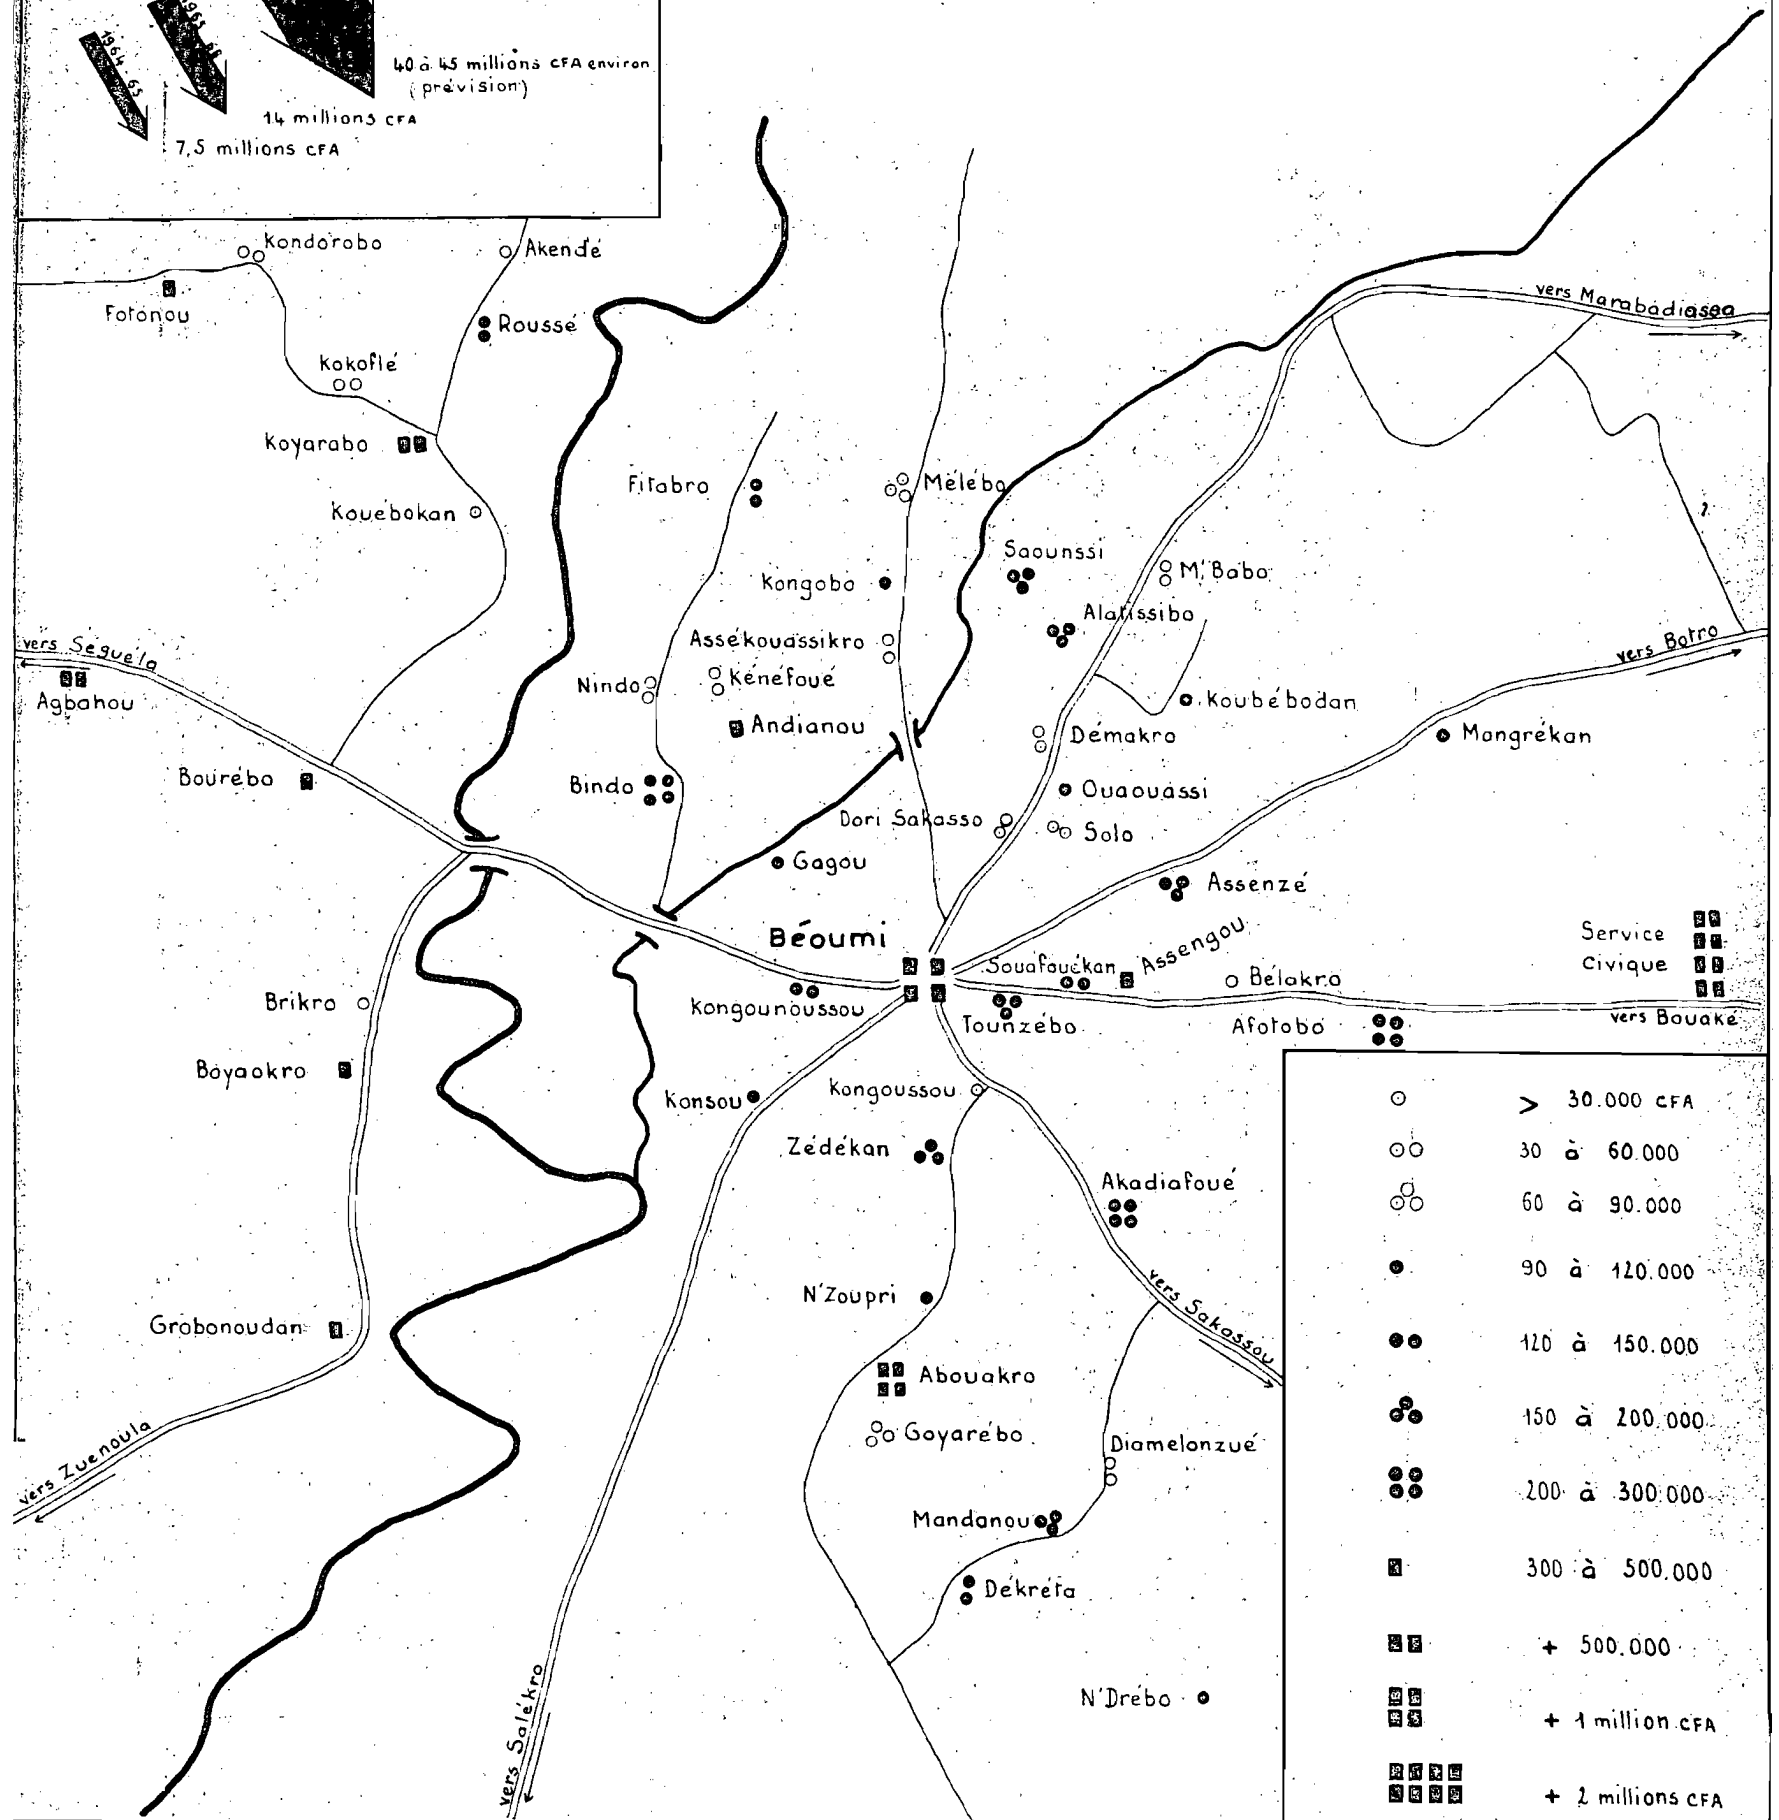 1964-65
1965
40 à 45 millions CFA environ
(prévision)
14 millions CFA
7,5 millions CFA
Kondorobo
Akendé
Fotonou
Roussé
Kokoflé
Koyarabo
Kouébokan
vers Marabadiassa
Fitabro
Mélébo
Saounssi
M'Babo
Kongobo
Alatissibo
Assékouassikro
vers Séguéla
Agbahou
Nindo
Kénéfoué
Koubébodan
vers Botro
Andianou
Démakro
Mongrékan
Bourébo
Bindo
Ouaouassi
Dori Sakasso
Solo
Gagou
Assenzé
Béoumi
Souafouékan
Assengou
Service
Civique
Bélakro
Brikro
Kongounoussou
Tounzébo
Afotobo
vers Bouaké
Boyaokro
Konsou
Kongoussou
Zédékan
Akadiafoué
N'Zoupri
vers Sakassou
Grobonoudan
Abouakro
Goyarébo
Diamelonzué
vers Zuenoula
Mandanou
Dékréta
N'Drébo
vers Salékro
> 30.000 CFA
30 à 60.000
60 à 90.000
90 à 120.000
120 à 150.000
150 à 200.000
200 à 300.000
300 à 500.000
+ 500.000
+ 1 million CFA
+ 2 millions CFA